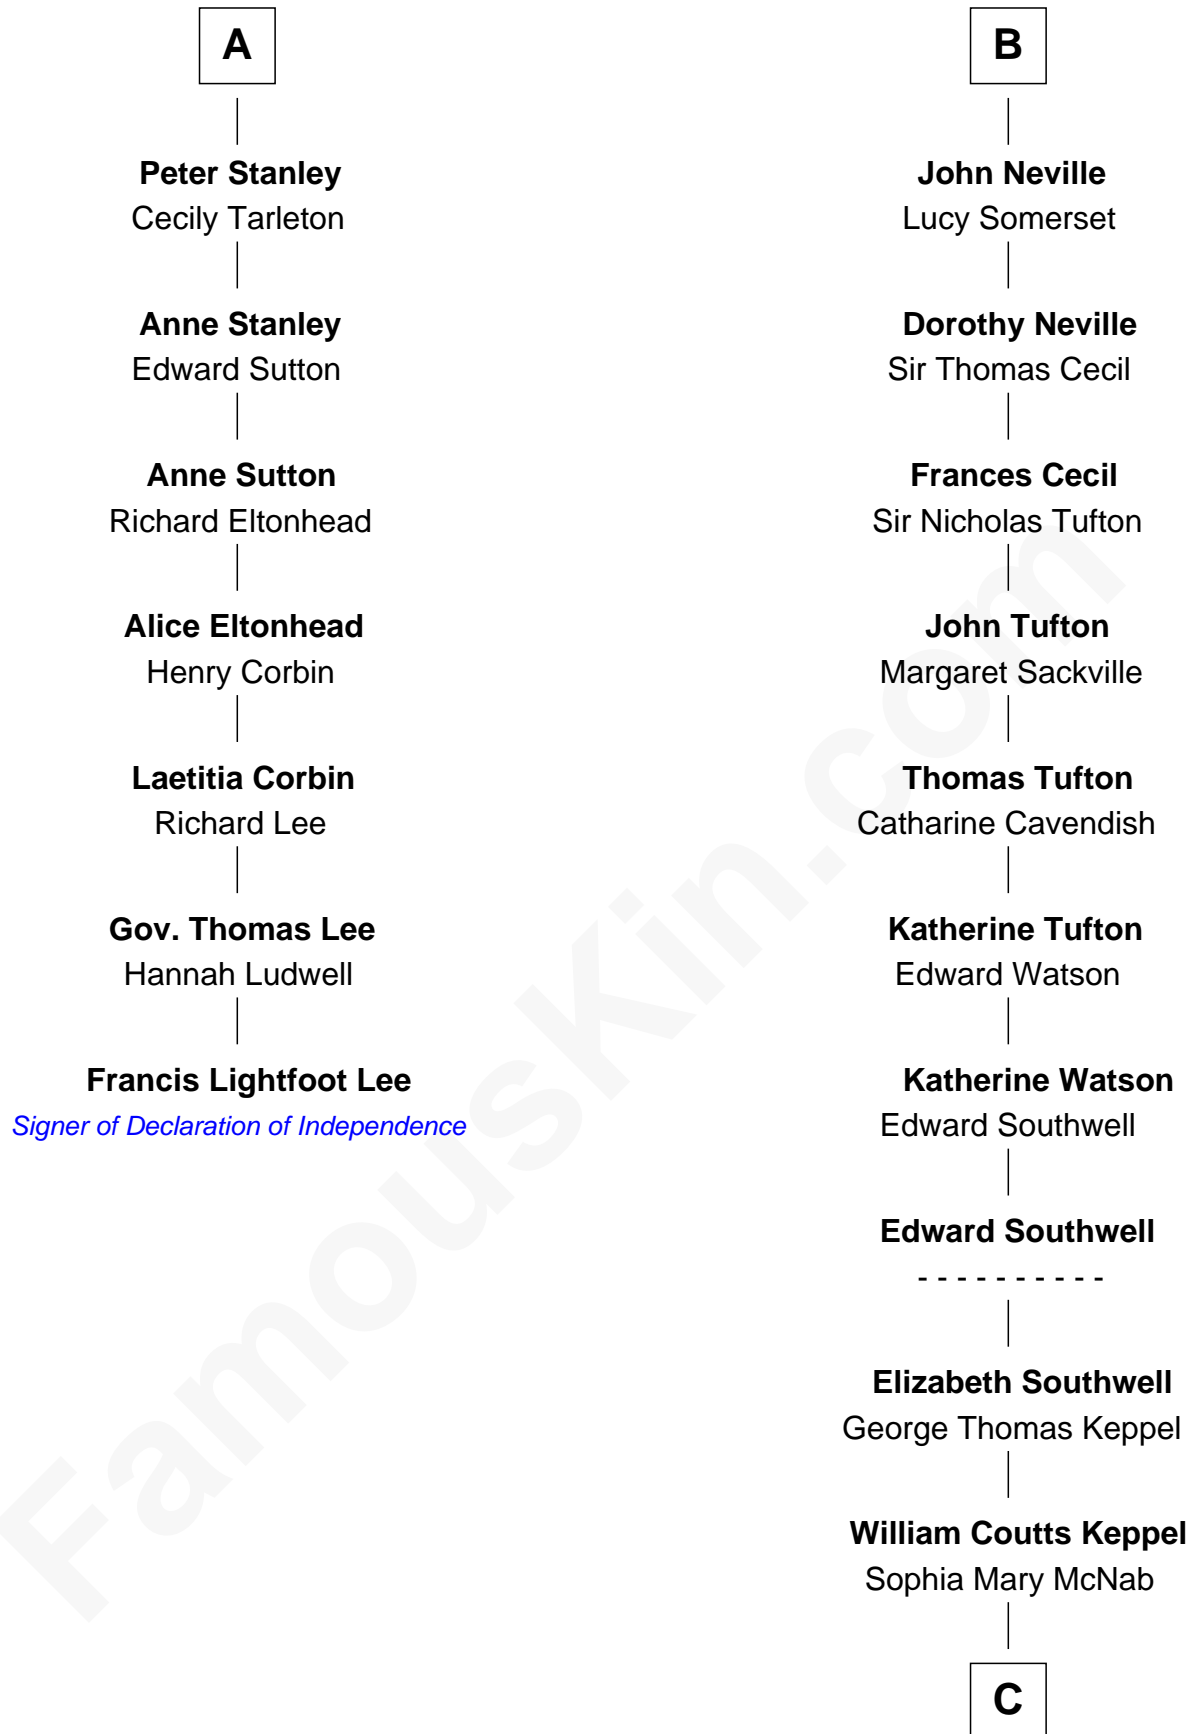 A
Peter Stanley
Cecily Tarleton
Anne Stanley
Edward Sutton
Anne Sutton
Richard Eltonhead
Alice Eltonhead
Henry Corbin
Laetitia Corbin
Richard Lee
Gov. Thomas Lee
Hannah Ludwell
Francis Lightfoot Lee
Signer of Declaration of Independence
B
John Neville
Lucy Somerset
Dorothy Neville
Sir Thomas Cecil
Frances Cecil
Sir Nicholas Tufton
John Tufton
Margaret Sackville
Thomas Tufton
Catharine Cavendish
Katherine Tufton
Edward Watson
Katherine Watson
Edward Southwell
Edward Southwell
- - - - - - - - - -
Elizabeth Southwell
George Thomas Keppel
William Coutts Keppel
Sophia Mary McNab
C
FamousKin.com